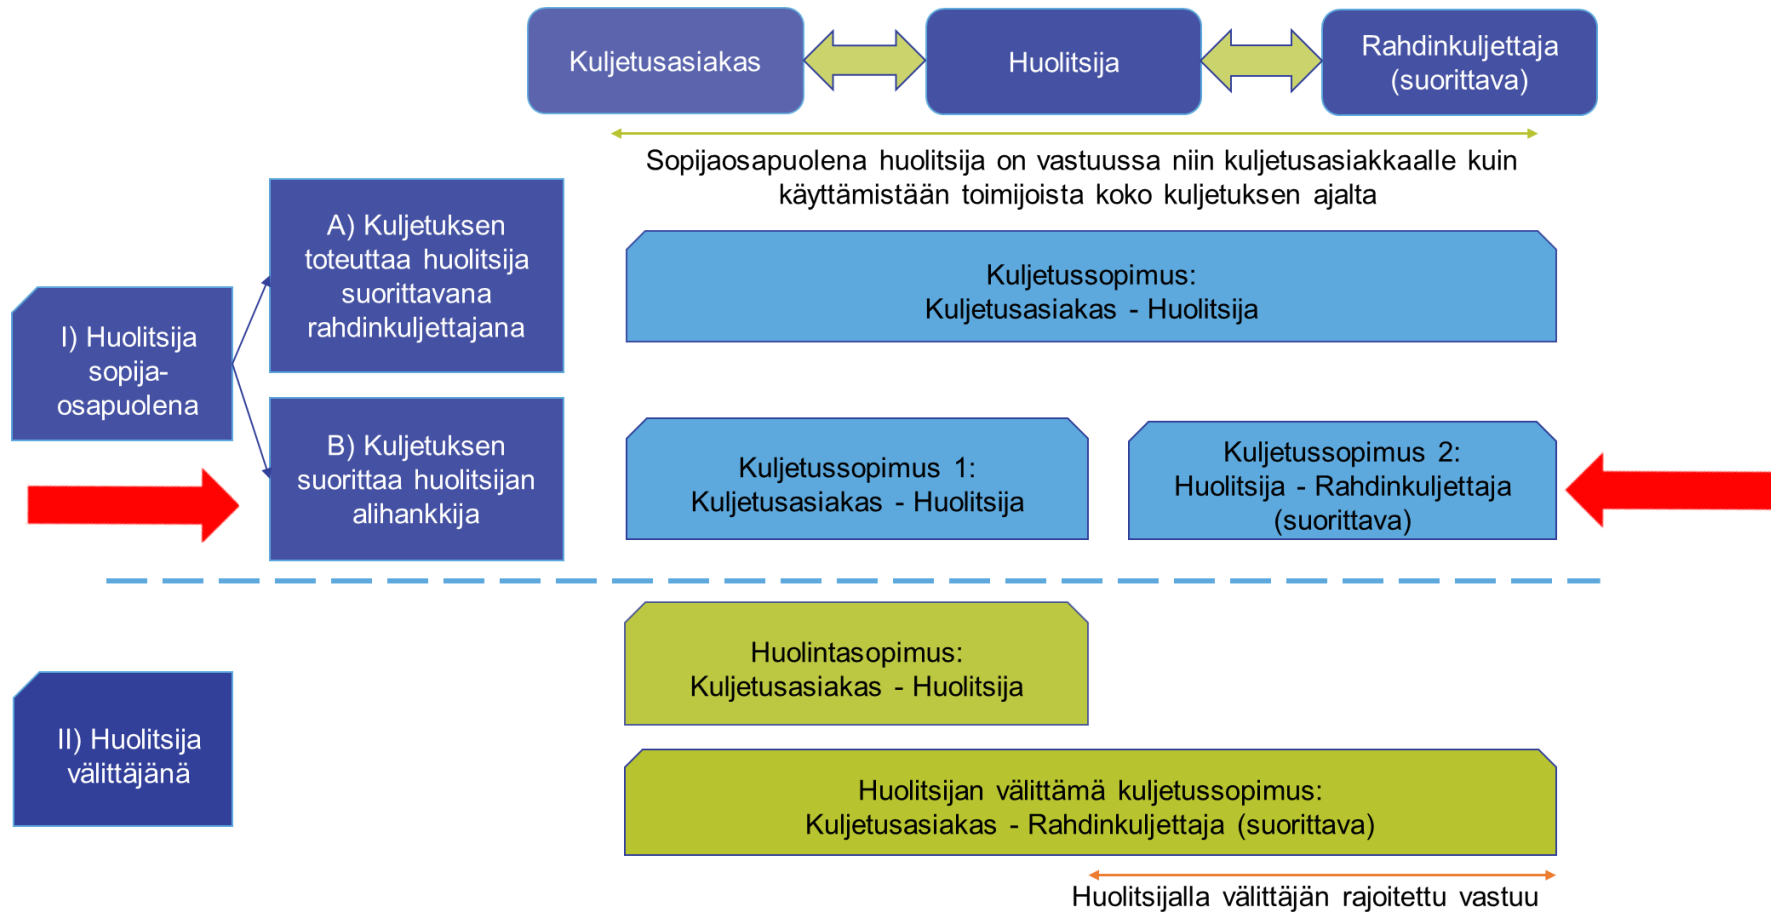 Kuljetusasiakas
Huolitsija
Rahdinkuljettaja
(suorittava)
Sopijaosapuolena huolitsija on vastuussa niin kuljetusasiakkaalle kuin
käyttämistään toimijoista koko kuljetuksen ajalta
I) Huolitsija
sopija-
osapuolena
A) Kuljetuksen
toteuttaa huolitsija
suorittavana
rahdinkuljettajana
Kuljetussopimus:
Kuljetusasiakas - Huolitsija
B) Kuljetuksen
suorittaa huolitsijan
alihankkija
Kuljetussopimus 1:
Kuljetusasiakas - Huolitsija
Kuljetussopimus 2:
Huolitsija - Rahdinkuljettaja
(suorittava)
II) Huolitsija
välittäjänä
Huolintasopimus:
Kuljetusasiakas - Huolitsija
Huolitsijan välittämä kuljetussopimus:
Kuljetusasiakas - Rahdinkuljettaja (suorittava)
Huolitsijalla välittäjän rajoitettu vastuu